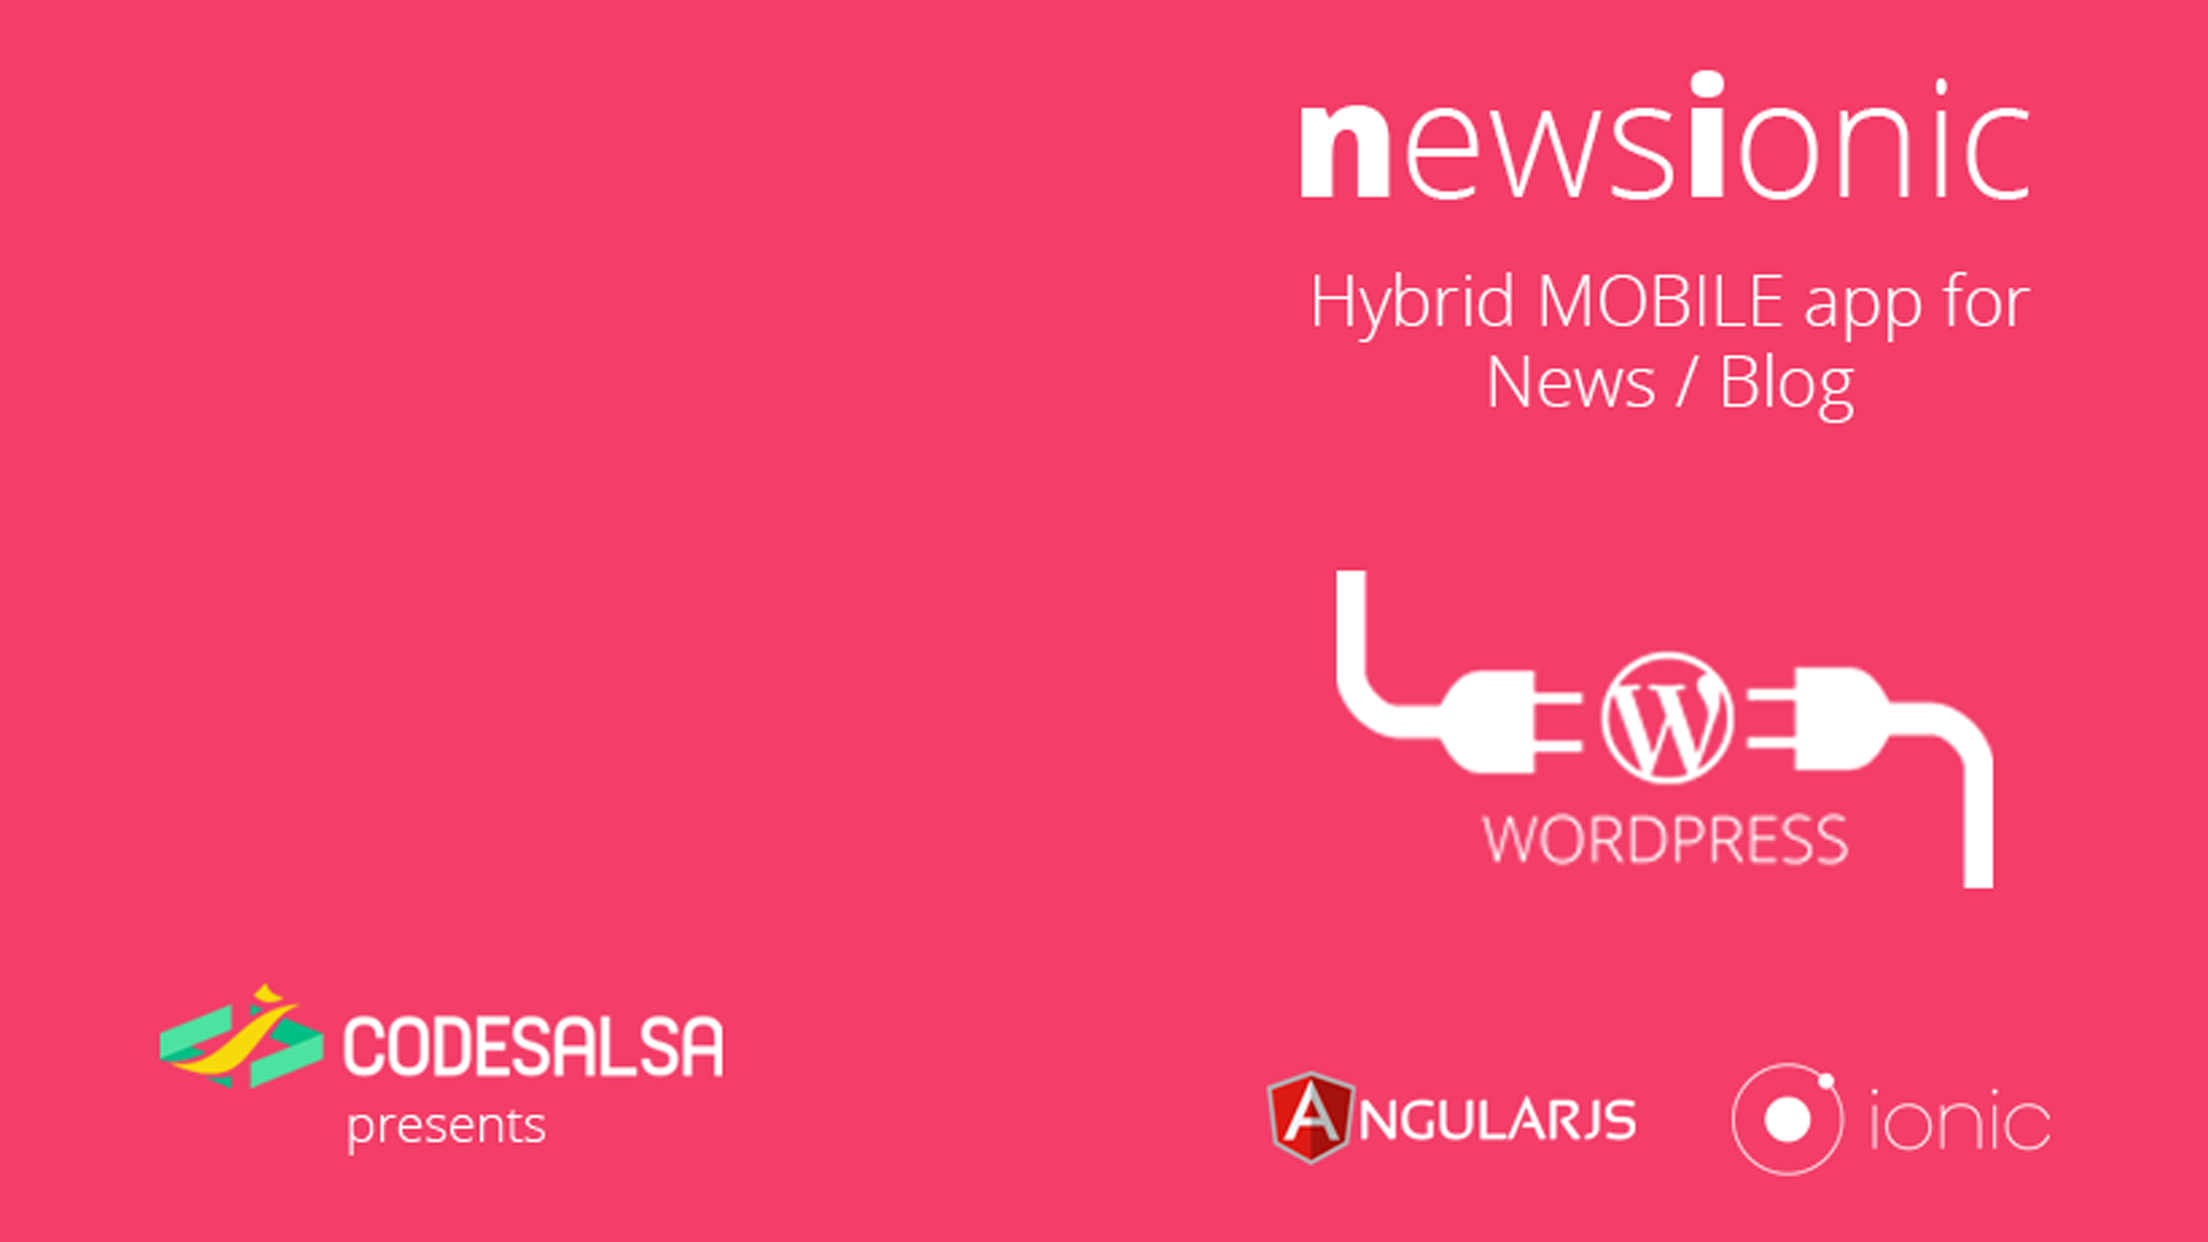 newsionic
Hybrid MOBILE app for
News / Blog
WORDPRESS
CODESALSA
presents
ANGULARJS
ionic